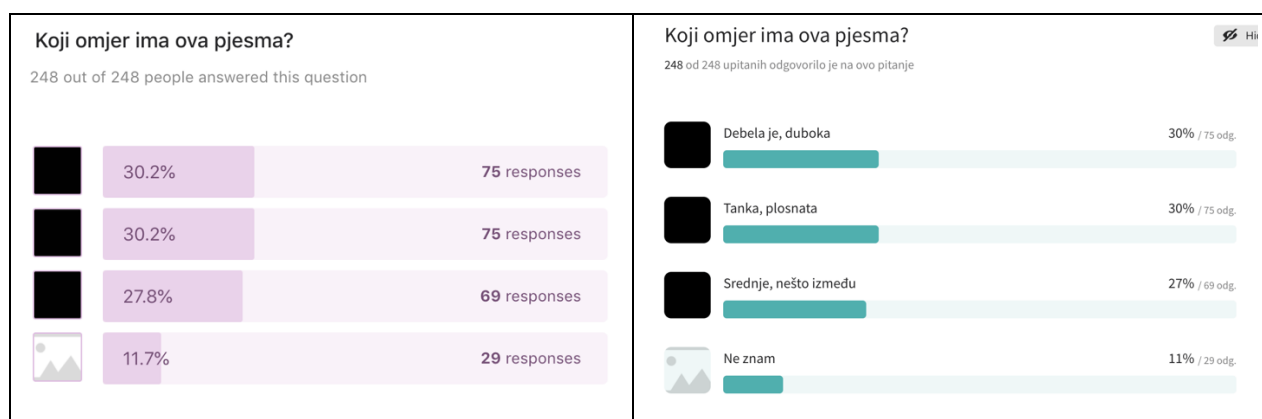 Koji omjer ima ova pjesma?
248 out of 248 people answered this question
30.2% 75 responses
30.2% 75 responses
27.8% 69 responses
11.7% 29 responses
Koji omjer ima ova pjesma?
248 od 248 upitanih odgovorilo je na ovo pitanje
Debela je, duboka 30% / 75 odg.
Tanka, plosnata 30% / 75 odg.
Srednje, nešto između 27% / 69 odg.
Ne znam 11% / 29 odg.